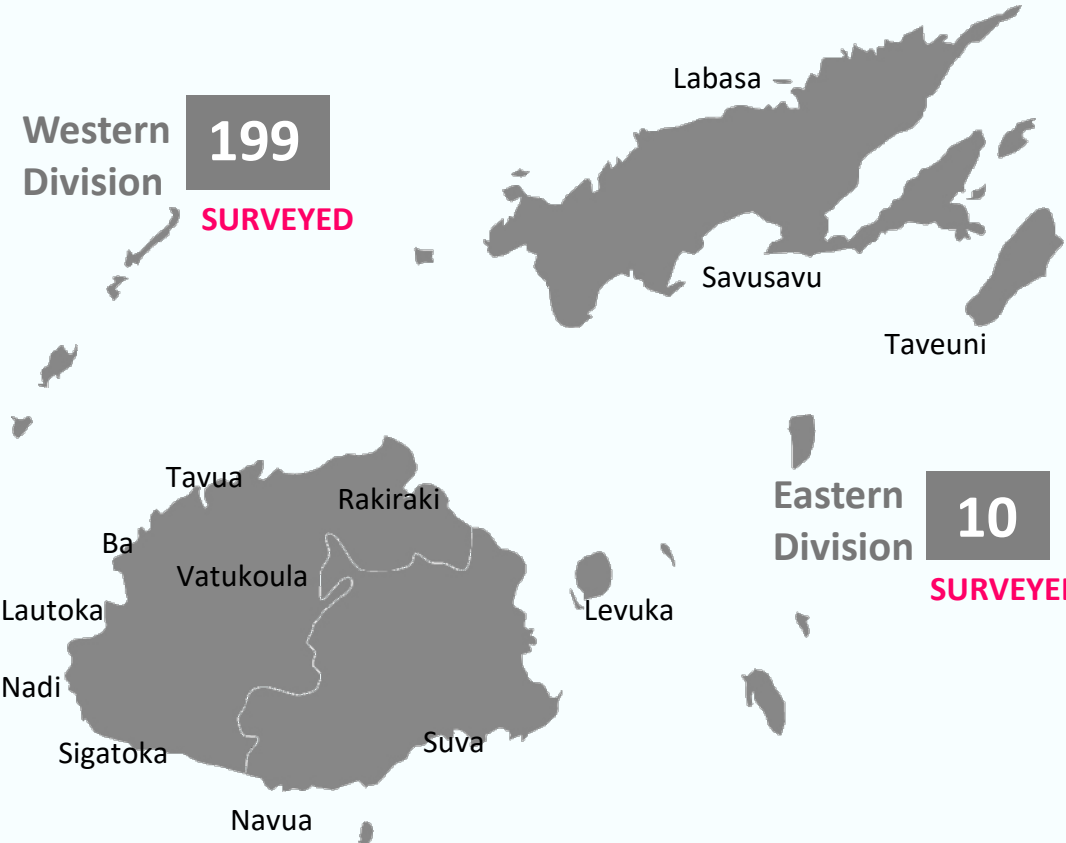 Labasa
Western
Division
199
SURVEYED
Savusavu
Taveuni
Tavua
Rakiraki
Eastern
Division
10
SURVEYE
Ba
Vatukoula
Lautoka
Levuka
Nadi
Sigatoka
Suva
Navua